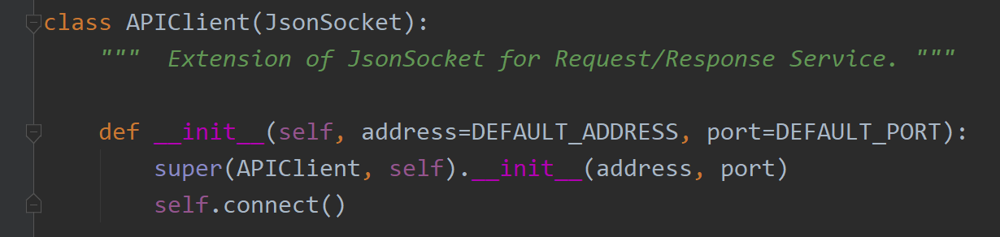 class APIClient(JsonSocket):
    """  Extension of JsonSocket for Request/Response Service. """
    def __init__(self, address=DEFAULT_ADDRESS, port=DEFAULT_PORT):
        super(APIClient, self).__init__(address, port)
        self.connect()